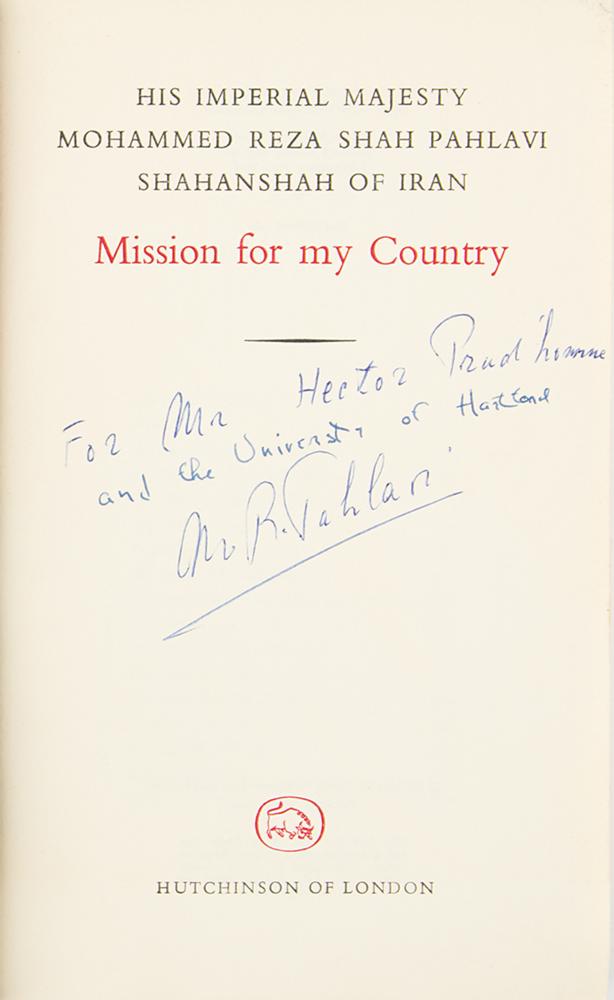 HIS IMPERIAL MAJESTY
MOHAMMED REZA SHAH PAHLAVI
SHAHANSHAH OF IRAN
Mission for my Country
For Mr Hector Prud'homme
and the University of Hartford
M. R. Pahlavi
HUTCHINSON OF LONDON